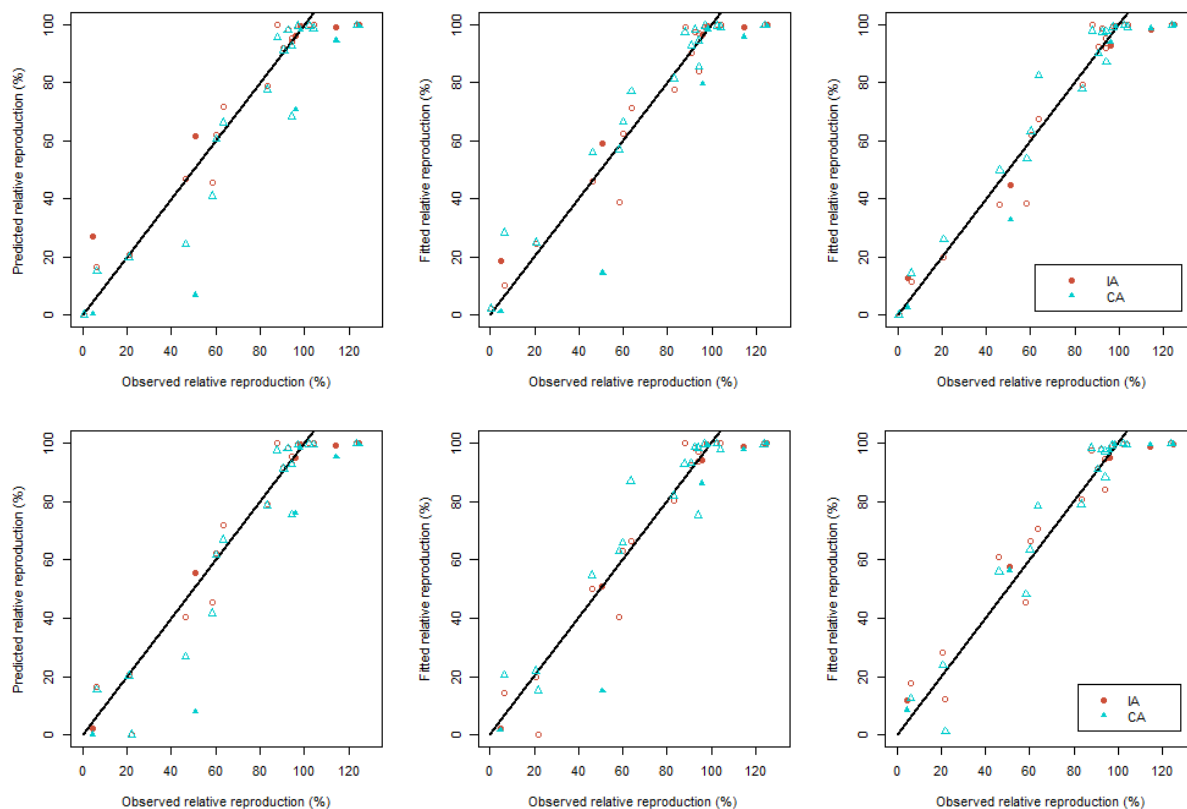 Predicted relative reproduction (%)
0 20 40 60 80 100
0 20 40 60 80 100 120
Observed relative reproduction (%)
Fitted relative reproduction (%)
0 20 40 60 80 100
0 20 40 60 80 100 120
Observed relative reproduction (%)
Fitted relative reproduction (%)
0 20 40 60 80 100
IA
CA
0 20 40 60 80 100 120
Observed relative reproduction (%)
Predicted relative reproduction (%)
0 20 40 60 80 100
0 20 40 60 80 100 120
Observed relative reproduction (%)
Fitted relative reproduction (%)
0 20 40 60 80 100
0 20 40 60 80 100 120
Observed relative reproduction (%)
Fitted relative reproduction (%)
0 20 40 60 80 100
IA
CA
0 20 40 60 80 100 120
Observed relative reproduction (%)